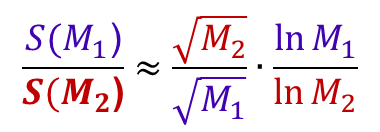 S(M₁)/S(M₂) ≈ √M₂/√M₁ · ln M₁/ln M₂